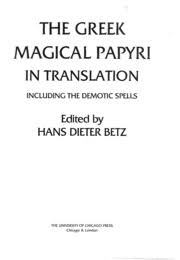 THE GREEK
MAGICAL PAPYRI
IN TRANSLATION
INCLUDING THE DEMOTIC SPELLS
Edited by
HANS DIETER BETZ
THE UNIVERSITY OF CHICAGO PRESS
Chicago & London